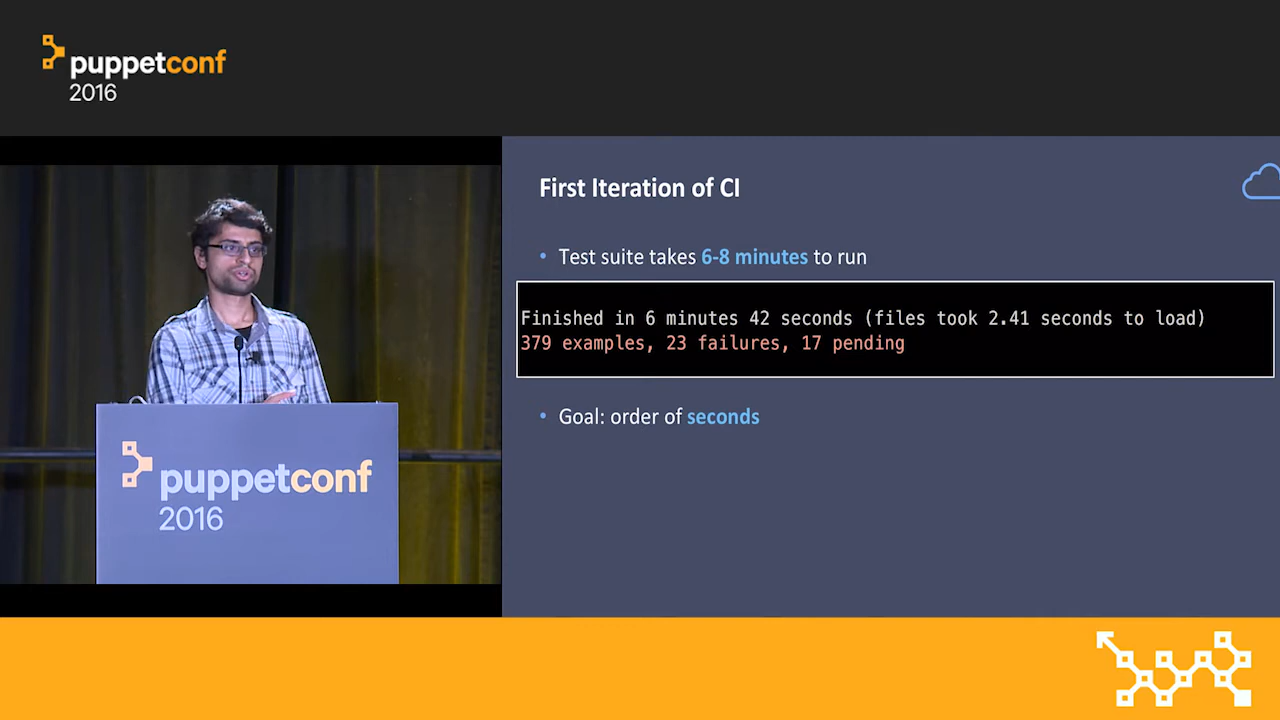 puppetconf
2016
First Iteration of CI
• Test suite takes 6-8 minutes to run
Finished in 6 minutes 42 seconds (files took 2.41 seconds to load)
379 examples, 23 failures, 17 pending
• Goal: order of seconds
puppetconf
2016